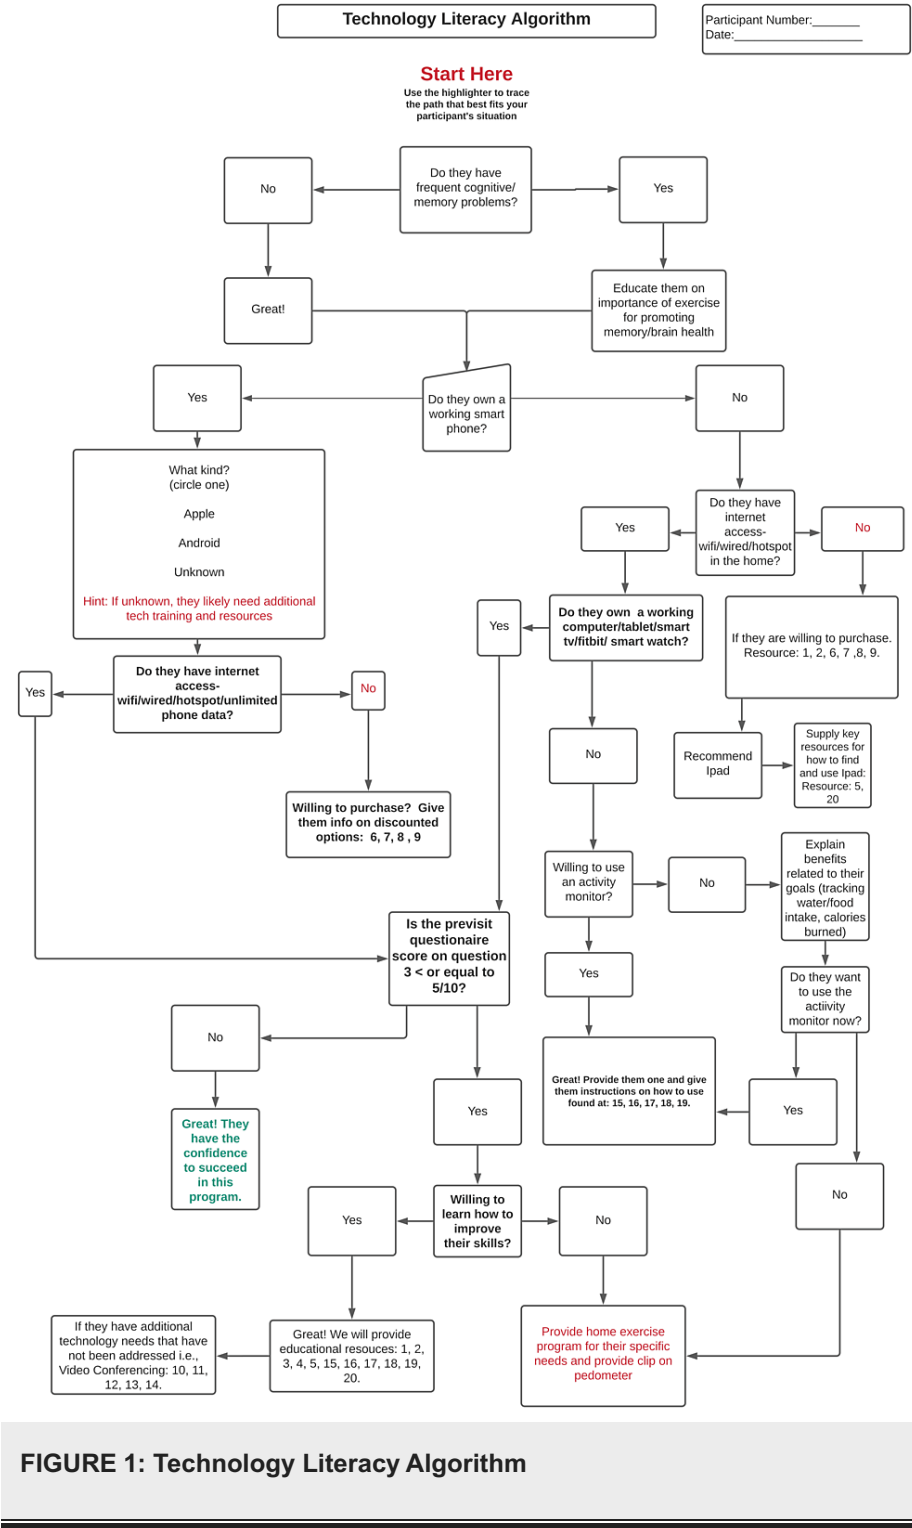 Technology Literacy Algorithm
Participant Number:_______
Date:___________________
Start Here
Use the highlighter to trace
the path that best fits your
participant's situation
No
Do they have
frequent cognitive/
memory problems?
Yes
Great!
Educate them on
importance of exercise
for promoting
memory/brain health
Yes
Do they own a
working smart
phone?
No
What kind?
(circle one)
Apple
Android
Unknown
Hint: If unknown, they likely need additional
tech training and resources
Yes
Do they have
internet
access-
wifi/wired/hotspot
in the home?
No
Yes
Do they own a working
computer/tablet/smart
tv/fitbit/ smart watch?
If they are willing to purchase.
Resource: 1, 2, 6, 7 ,8, 9.
Yes
Do they have internet
access-
wifi/wired/hotspot/unlimited
phone data?
No
No
Recommend
Ipad
Supply key
resources for
how to find
and use Ipad:
Resource: 5,
20
Willing to purchase? Give
them info on discounted
options: 6, 7, 8 , 9
Willing to use
an activity
monitor?
No
Explain
benefits
related to their
goals (tracking
water/food
intake, calories
burned)
Is the previsit
questionaire
score on question
3 < or equal to
5/10?
Yes
Do they want
to use the
actiivity
monitor now?
No
Great! Provide them one and give
them instructions on how to use
found at: 15, 16, 17, 18, 19.
Yes
Yes
Great! They
have the
confidence
to succeed
in this
program.
No
Yes
Willing to
learn how to
improve
their skills?
No
If they have additional
technology needs that have
not been addressed i.e.,
Video Conferencing: 10, 11,
12, 13, 14.
Great! We will provide
educational resouces: 1, 2,
3, 4, 5, 15, 16, 17, 18, 19,
20.
Provide home exercise
program for their specific
needs and provide clip on
pedometer
FIGURE 1: Technology Literacy Algorithm